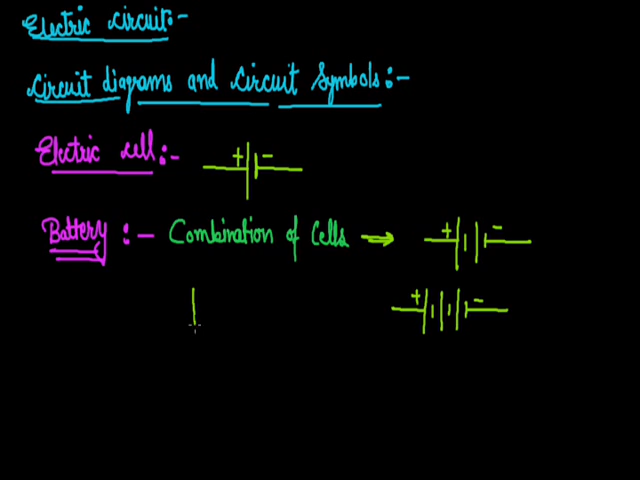 Electric circuit:-
Circuit diagrams and Circuit Symbols:-
Electric cell:- + -
Battery:- Combination of Cells → + -
+ -